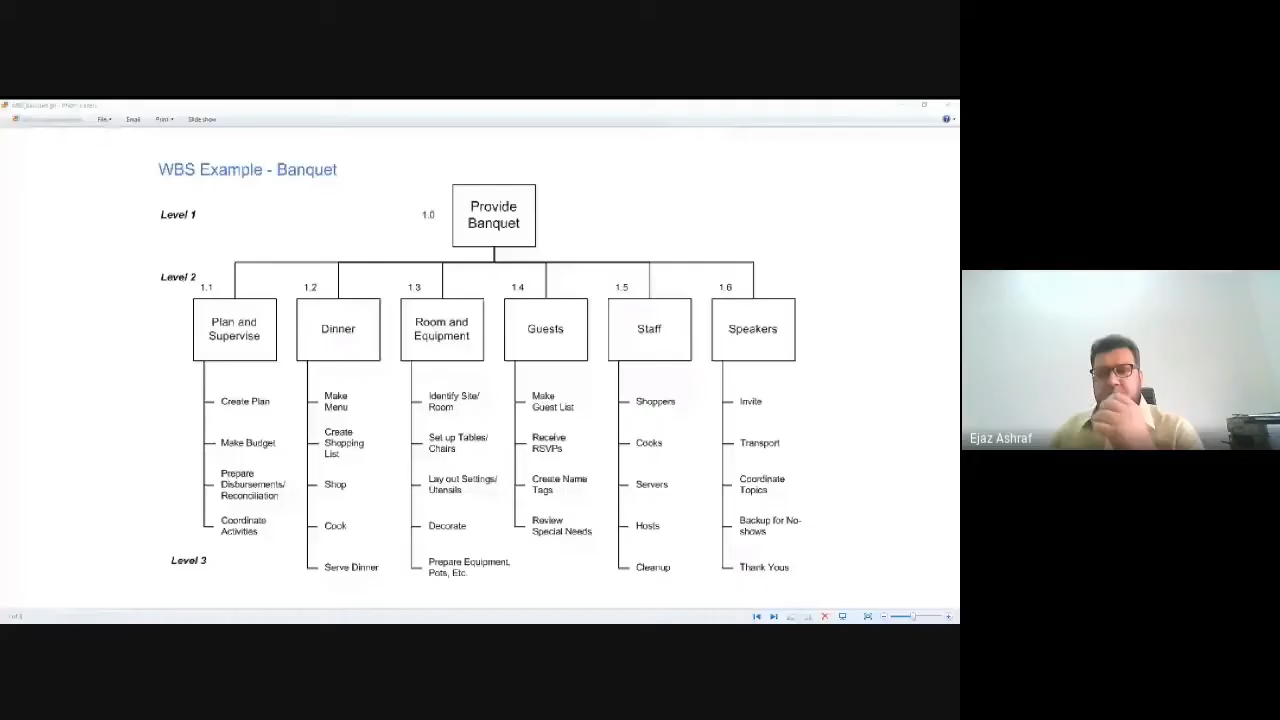 File
Email
Print
Slide show
WBS Example - Banquet
Level 1
1.0
Provide
Banquet
Level 2
1.1
1.2
1.3
1.4
1.5
1.6
Plan and
Supervise
Dinner
Room and
Equipment
Guests
Staff
Speakers
Create Plan
Make Budget
Prepare
Disbursements/
Reconciliation
Coordinate
Activities
Make
Menu
Create
Shopping
List
Shop
Cook
Serve Dinner
Identify Site/
Room
Set up Tables/
Chairs
Lay out Settings/
Utensils
Decorate
Prepare Equipment,
Pots, Etc.
Make
Guest List
Receive
RSVPs
Create Name
Tags
Review
Special Needs
Shoppers
Cooks
Servers
Hosts
Cleanup
Invite
Transport
Coordinate
Topics
Backup for No-
shows
Thank Yous
Level 3
Ejaz Ashraf